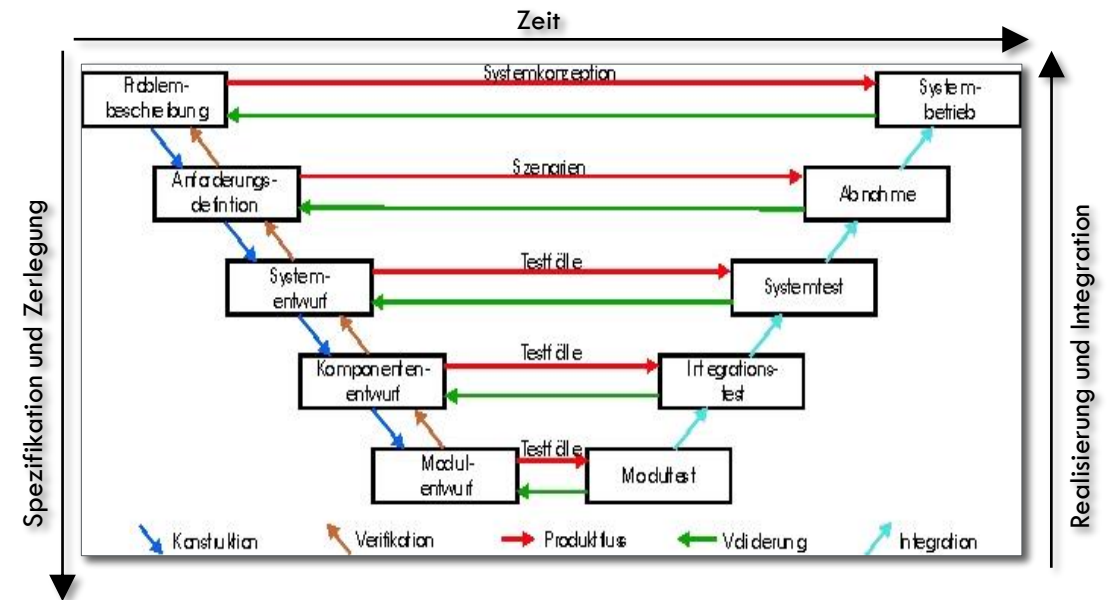 Zeit
Systemkonzeption
Problem-
beschreibung
System-
betrieb
Szenarien
Anforderungs-
definition
Abnahme
Testfälle
System-
entwurf
Systemtest
Testfälle
Komponenten-
entwurf
Integrations-
test
Testfälle
Modul-
entwurf
Modultest
Konstruktion
Verifikation
Produktfluss
Validierung
Integration
Spezifikation und Zerlegung
Realisierung und Integration